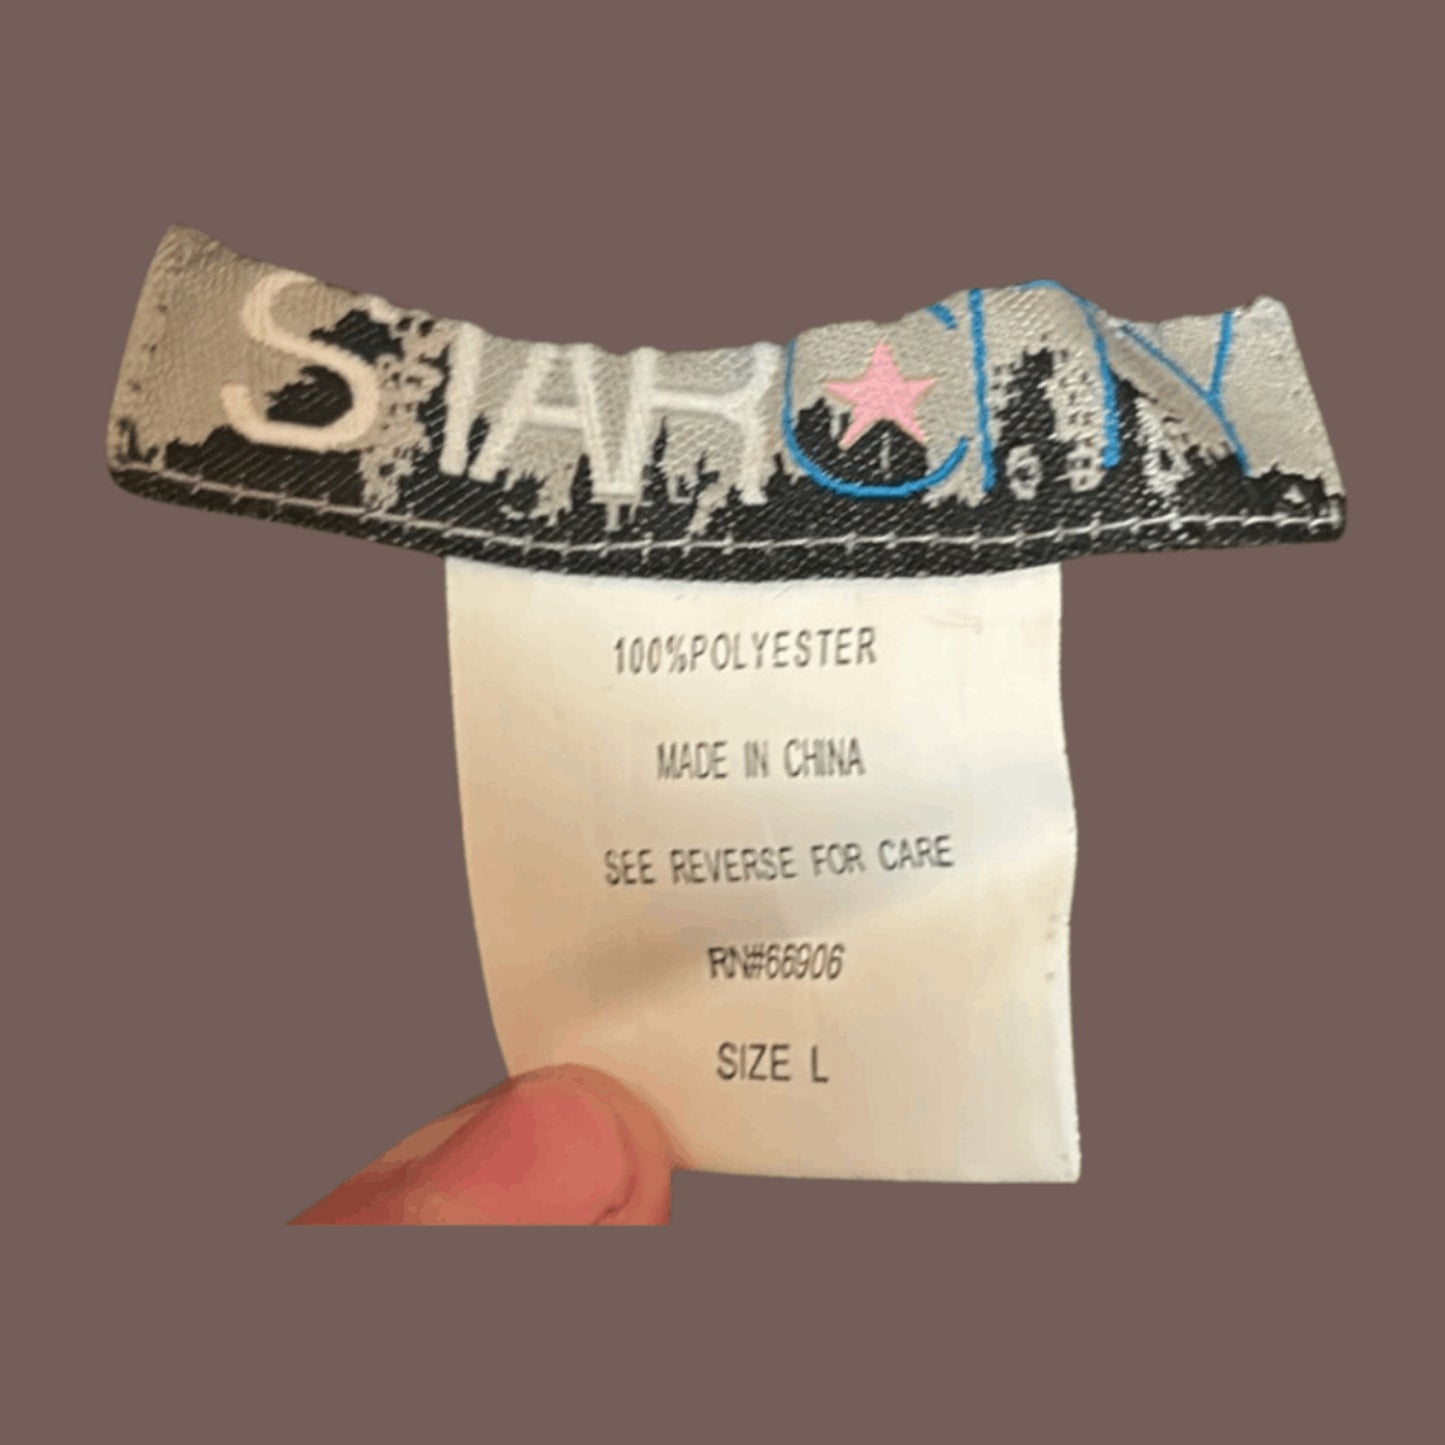 STAR CITY
100%POLYESTER
MADE IN CHINA
SEE REVERSE FOR CARE
RN#66906
SIZE L